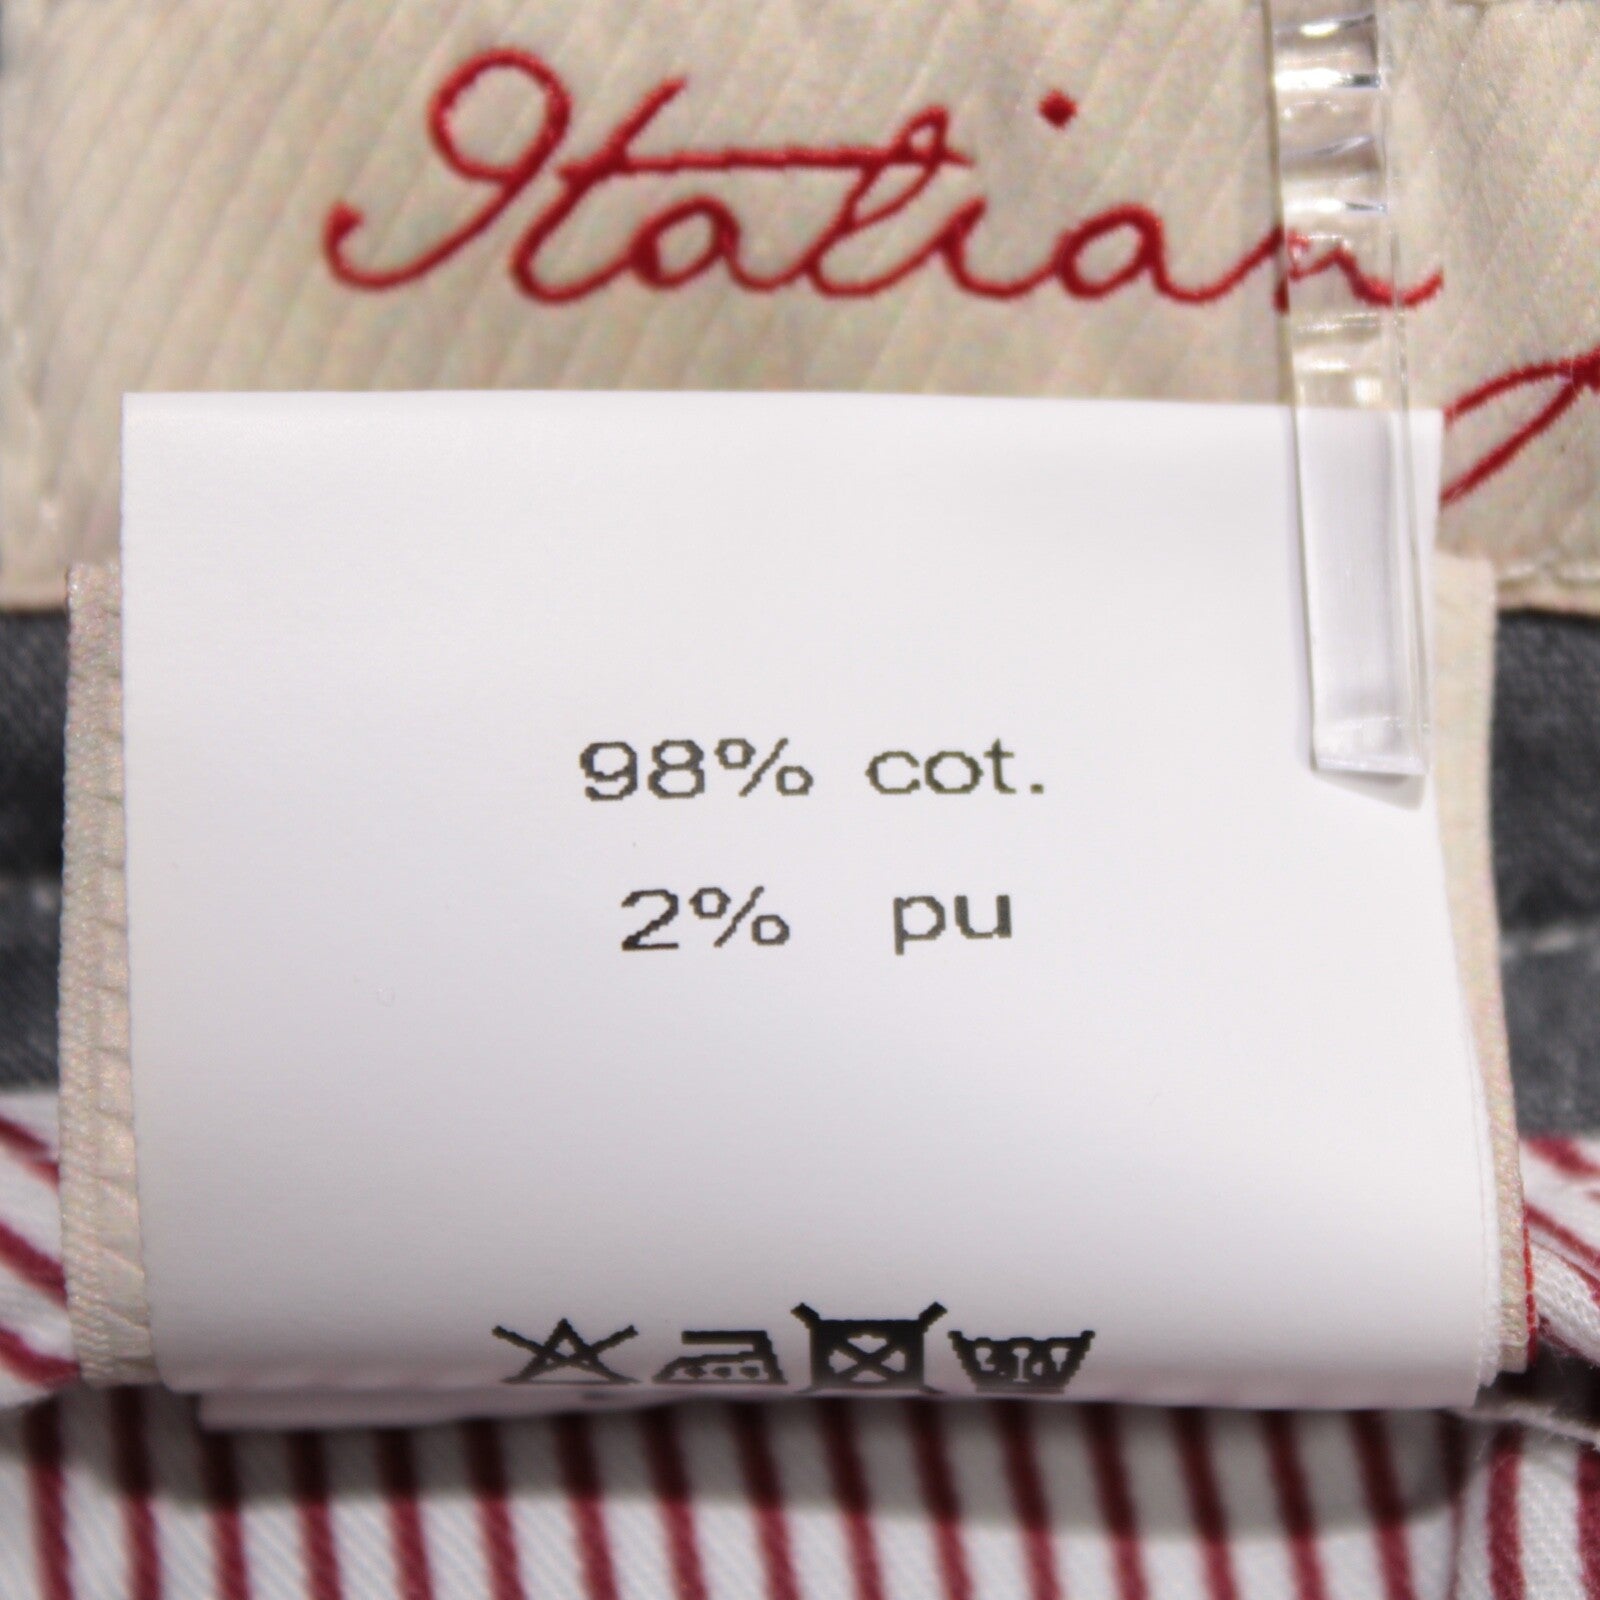 Italian
98% cot.
2% pu